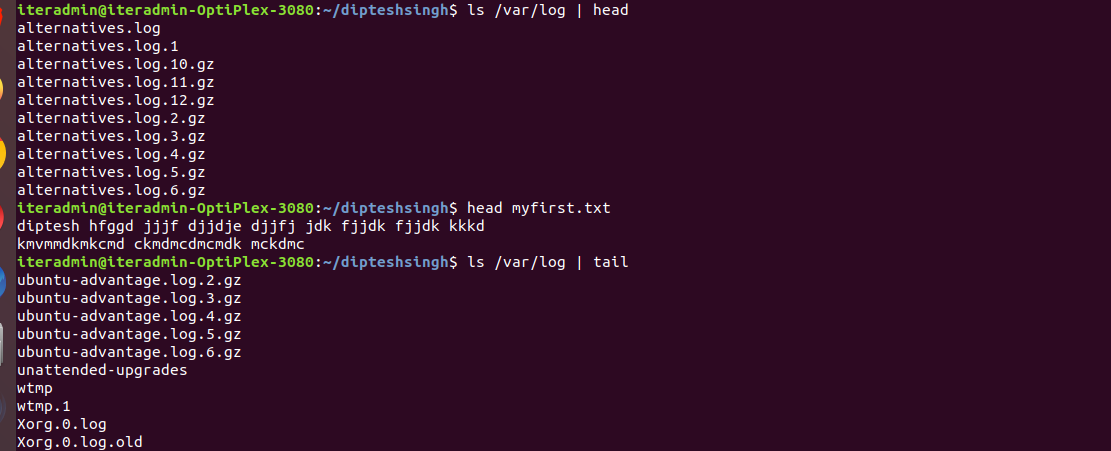 iteradmin@iteradmin-OptiPlex-3080:~/dipteshsingh$ ls /var/log | head
alternatives.log
alternatives.log.1
alternatives.log.10.gz
alternatives.log.11.gz
alternatives.log.12.gz
alternatives.log.2.gz
alternatives.log.3.gz
alternatives.log.4.gz
alternatives.log.5.gz
alternatives.log.6.gz
iteradmin@iteradmin-OptiPlex-3080:~/dipteshsingh$ head myfirst.txt
diptesh hfggd jjjf djjdje djjfj jdk fjjdk fjjdk kkkd
kmvmmdkmkcmd ckmdmcdmcmdk mckdmc
iteradmin@iteradmin-OptiPlex-3080:~/dipteshsingh$ ls /var/log | tail
ubuntu-advantage.log.2.gz
ubuntu-advantage.log.3.gz
ubuntu-advantage.log.4.gz
ubuntu-advantage.log.5.gz
ubuntu-advantage.log.6.gz
unattended-upgrades
wtmp
wtmp.1
Xorg.0.log
Xorg.0.log.old